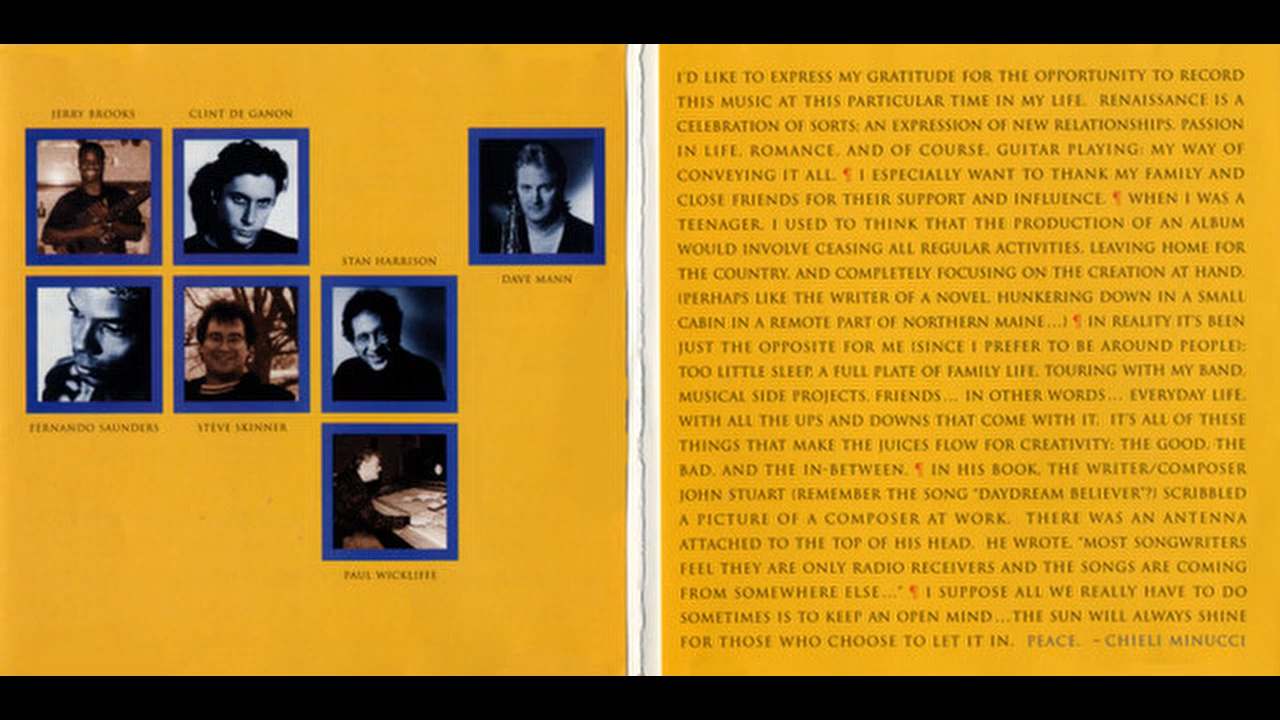 JERRY BROOKS
CLINT DE GANON
STAN HARRISON
DAVE MANN
FERNANDO SAUNDERS
STEVE SKINNER
PAUL WICKLIFFE
I'D LIKE TO EXPRESS MY GRATITUDE FOR THE OPPORTUNITY TO RECORD
THIS MUSIC AT THIS PARTICULAR TIME IN MY LIFE. RENAISSANCE IS A
CELEBRATION OF SORTS; AN EXPRESSION OF NEW RELATIONSHIPS, PASSION
IN LIFE, ROMANCE, AND OF COURSE, GUITAR PLAYING: MY WAY OF
CONVEYING IT ALL. ¶ I ESPECIALLY WANT TO THANK MY FAMILY AND
CLOSE FRIENDS FOR THEIR SUPPORT AND INFLUENCE. ¶ WHEN I WAS A
TEENAGER, I USED TO THINK THAT THE PRODUCTION OF AN ALBUM
WOULD INVOLVE CEASING ALL REGULAR ACTIVITIES, LEAVING HOME FOR
THE COUNTRY, AND COMPLETELY FOCUSING ON THE CREATION AT HAND.
(PERHAPS LIKE THE WRITER OF A NOVEL, HUNKERING DOWN IN A SMALL
CABIN IN A REMOTE PART OF NORTHERN MAINE...) ¶ IN REALITY IT'S BEEN
JUST THE OPPOSITE FOR ME (SINCE I PREFER TO BE AROUND PEOPLE);
TOO LITTLE SLEEP, A FULL PLATE OF FAMILY LIFE, TOURING WITH MY BAND,
MUSICAL SIDE PROJECTS, FRIENDS... IN OTHER WORDS... EVERYDAY LIFE,
WITH ALL THE UPS AND DOWNS THAT COME WITH IT. IT'S ALL OF THESE
THINGS THAT MAKE THE JUICES FLOW FOR CREATIVITY: THE GOOD, THE
BAD, AND THE IN-BETWEEN. ¶ IN HIS BOOK, THE WRITER/COMPOSER
JOHN STUART (REMEMBER THE SONG "DAYDREAM BELIEVER"?) SCRIBBLED
A PICTURE OF A COMPOSER AT WORK. THERE WAS AN ANTENNA
ATTACHED TO THE TOP OF HIS HEAD. HE WROTE, "MOST SONGWRITERS
FEEL THEY ARE ONLY RADIO RECEIVERS AND THE SONGS ARE COMING
FROM SOMEWHERE ELSE..." ¶ I SUPPOSE ALL WE REALLY HAVE TO DO
SOMETIMES IS TO KEEP AN OPEN MIND...THE SUN WILL ALWAYS SHINE
FOR THOSE WHO CHOOSE TO LET IT IN. PEACE. – CHIELI MINUCCI